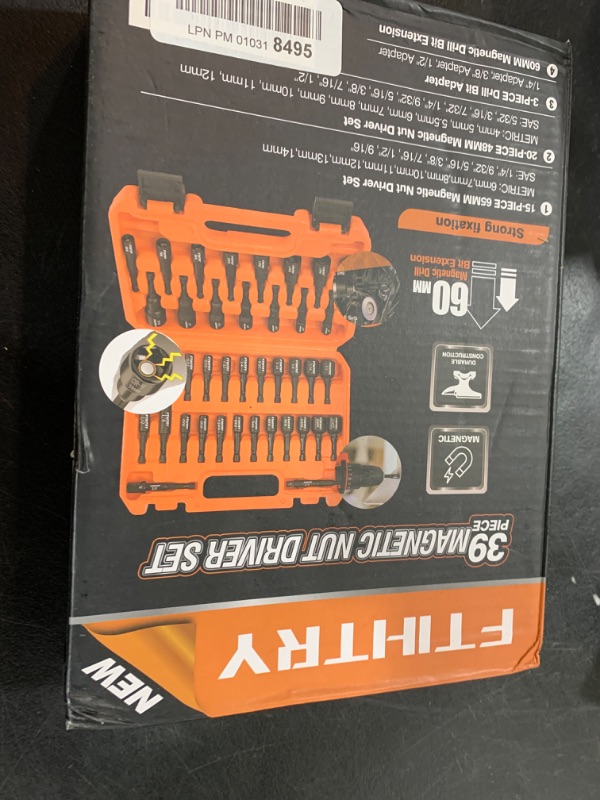 LPN PM 01031 8495
NEW
FTIHTRY
39 PIECE
MAGNETIC NUT DRIVER SET
MAGNETIC
DURABLE
CONSTRUCTION
60 MM
Magnetic Drill
Bit Extension
Strong fixation
1 15-PIECE 65MM Magnetic Nut Driver Set
METRIC: 6mm,7mm,8mm,10mm,11mm,12mm,13mm,14mm
SAE: 1/4", 9/32", 5/16", 3/8", 7/16", 1/2", 9/16"
2 20-PIECE 48MM Magnetic Nut Driver Set
METRIC: 4mm, 5mm, 5.5mm, 6mm, 7mm, 8mm, 9mm, 10mm, 11mm, 12mm
SAE: 5/32", 3/16", 7/32", 1/4", 9/32", 5/16", 3/8", 7/16", 1/2"
3 3-PIECE Drill Bit Adapter
1/4" Adapter, 3/8" Adapter, 1/2" Adapter
4 60MM Magnetic Drill Bit Extension